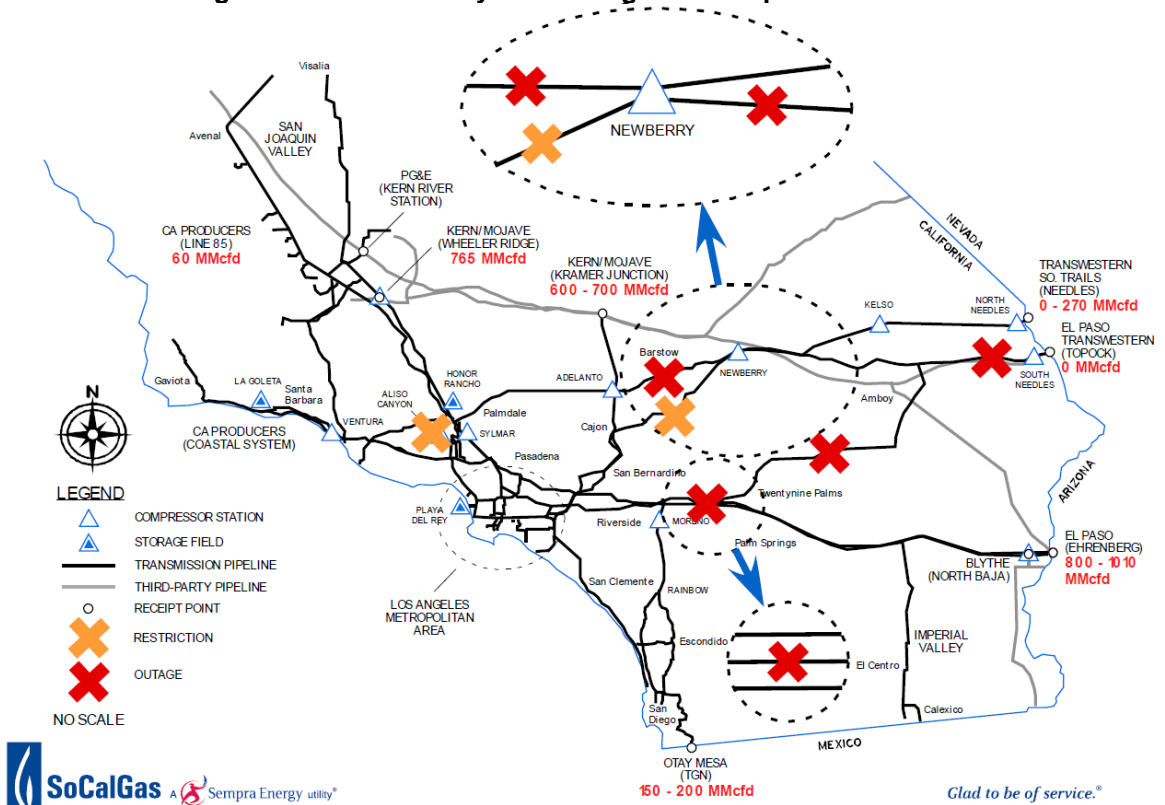 Visalia
Avenal
SAN
JOAQUIN
VALLEY
PG&E
(KERN RIVER
STATION)
CA PRODUCERS
(LINE 85)
60 MMcfd
KERN/MOJAVE
(WHEELER RIDGE)
765 MMcfd
KERN/MOJAVE
(KRAMER JUNCTION)
600 - 700 MMcfd
NEWBERRY
NEVADA
CALIFORNIA
TRANSWESTERN
SO TRAILS
(NEEDLES)
0 - 270 MMcfd
EL PASO
TRANSWESTERN
(TOPOCK)
0 MMcfd
KELSO
NORTH
NEEDLES
SOUTH
NEEDLES
Barstow
NEWBERRY
ADELANTO
Amboy
Cajon
Gaviota
LA GOLETA
Santa
Barbara
CA PRODUCERS
(COASTAL SYSTEM)
VENTURA
ALISO
CANYON
HONOR
RANCHO
Palmdale
SYLMAR
Pasadena
San Bernardino
Twentynine Palms
PLAYA
DEL REY
Riverside
MORENO
Palm Springs
ARIZONA
EL PASO
(EHRENBERG)
800 - 1010
MMcfd
BLYTHE
(NORTH BAJA)
San Clemente
RAINBOW
LOS ANGELES
METROPOLITAN
AREA
Escondido
El Centro
IMPERIAL
VALLEY
San
Diego
Calexico
MEXICO
OTAY MESA
(TGN)
150 - 200 MMcfd
N
LEGEND
COMPRESSOR STATION
STORAGE FIELD
TRANSMISSION PIPELINE
THIRD-PARTY PIPELINE
RECEIPT POINT
RESTRICTION
OUTAGE
NO SCALE
SoCalGas A Sempra Energy utility®
Glad to be of service.®